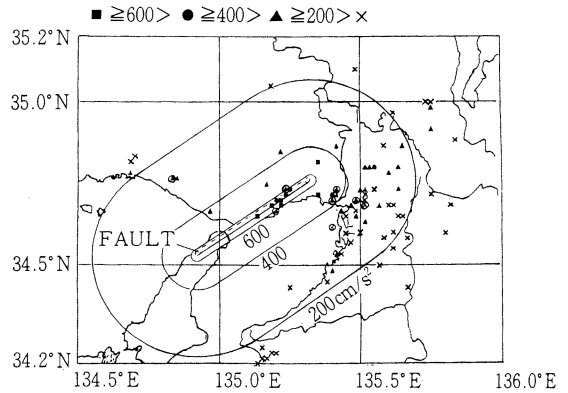 ■ ≧600> ● ≧400> ▲ ≧200> ×
35.2°N
35.0°N
FAULT
600
400
34.5°N
200cm/s²
34.2°N
134.5°E
135.0°E
135.5°E
136.0°E